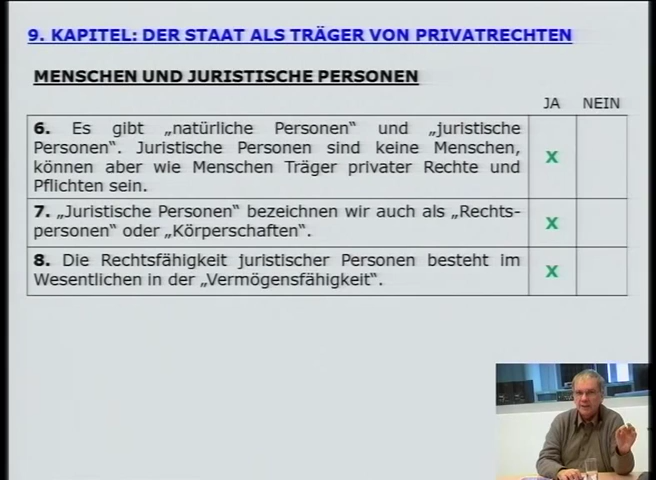 9. KAPITEL: DER STAAT ALS TRÄGER VON PRIVATRECHTEN
MENSCHEN UND JURISTISCHE PERSONEN
JA NEIN
6. Es gibt „natürliche Personen“ und „juristische
Personen“. Juristische Personen sind keine Menschen,
können aber wie Menschen Träger privater Rechte und
Pflichten sein.
X
7. „Juristische Personen“ bezeichnen wir auch als „Rechts-
personen“ oder „Körperschaften“.
X
8. Die Rechtsfähigkeit juristischer Personen besteht im
Wesentlichen in der „Vermögensfähigkeit“.
X